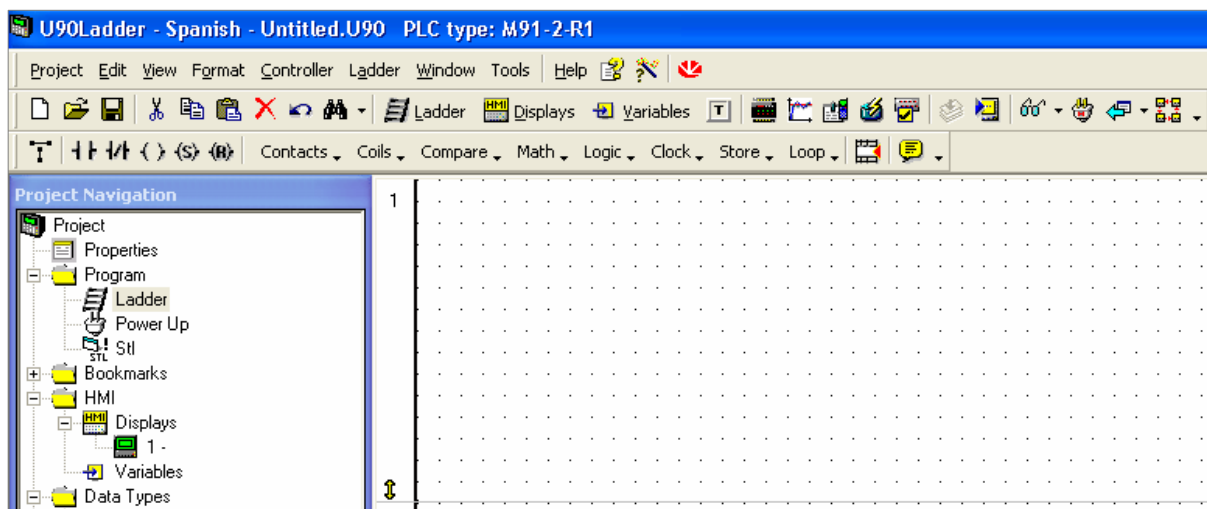 U90Ladder - Spanish - Untitled.U90 PLC type: M91-2-R1
Project Edit View Format Controller Ladder Window Tools Help
Ladder Displays Variables T
(S) (R) Contacts Coils Compare Math Logic Clock Store Loop
Project Navigation
1
Project
Properties
Program
Ladder
Power Up
STL Stl
Bookmarks
HMI
HMI Displays
1 -
Variables
Data Types